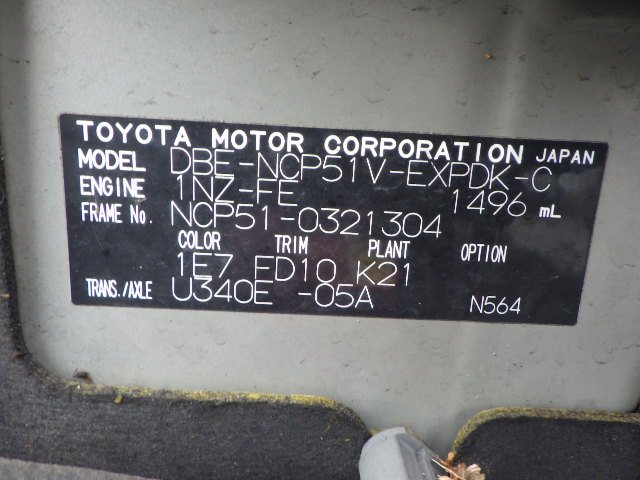 TOYOTA MOTOR CORPORATION JAPAN
MODEL DBE-NCP51V-EXPDK-C
ENGINE 1NZ-FE 1496 mL
FRAME No. NCP51-0321304
COLOR TRIM PLANT OPTION
1E7 FD10 K21
TRANS./AXLE U340E -05A N564